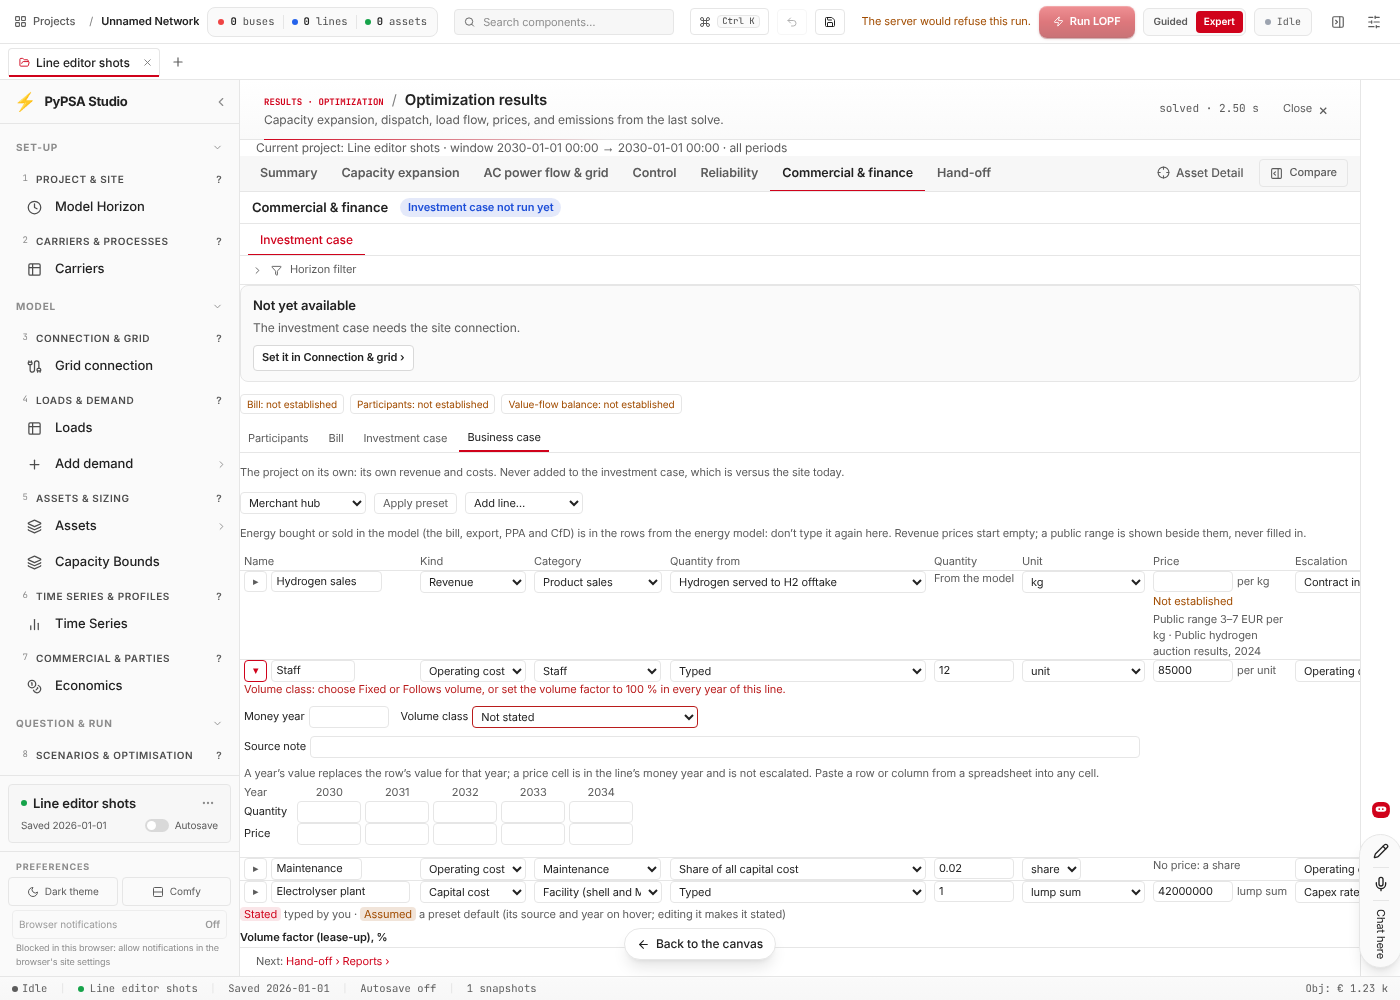 Projects / Unnamed Network 0 buses 0 lines 0 assets Search components... ⌘ Ctrl K The server would refuse this run. Run LOPF Guided Expert Idle
Line editor shots × +
PyPSA Studio
SET-UP
1 PROJECT & SITE ?
Model Horizon
2 CARRIERS & PROCESSES ?
Carriers
MODEL
3 CONNECTION & GRID ?
Grid connection
4 LOADS & DEMAND ?
Loads
Add demand
5 ASSETS & SIZING ?
Assets
Capacity Bounds
6 TIME SERIES & PROFILES ?
Time Series
7 COMMERCIAL & PARTIES ?
Economics
QUESTION & RUN
8 SCENARIOS & OPTIMISATION ?
Line editor shots ...
Saved 2026-01-01 Autosave
PREFERENCES
Dark theme Comfy
Browser notifications Off
Blocked in this browser: allow notifications in the
browser's site settings
RESULTS · OPTIMIZATION / Optimization results
Capacity expansion, dispatch, load flow, prices, and emissions from the last solve.
solved · 2.50 s Close ×
Current project: Line editor shots · window 2030-01-01 00:00 → 2030-01-01 00:00 · all periods
Summary Capacity expansion AC power flow & grid Control Reliability Commercial & finance Hand-off Asset Detail Compare
Commercial & finance Investment case not run yet
Investment case
Horizon filter
Not yet available
The investment case needs the site connection.
Set it in Connection & grid ›
Bill: not established Participants: not established Value-flow balance: not established
Participants Bill Investment case Business case
The project on its own: its own revenue and costs. Never added to the investment case, which is versus the site today.
Merchant hub Apply preset Add line...
Energy bought or sold in the model (the bill, export, PPA and CfD) is in the rows from the energy model: don't type it again here. Revenue prices start empty; a public range is shown beside them, never filled in.
Name Kind Category Quantity from Quantity Unit Price Escalation
Hydrogen sales Revenue Product sales Hydrogen served to H2 offtake From the model kg per kg Contract in
Not established
Public range 3–7 EUR per
kg · Public hydrogen
auction results, 2024
Staff Operating cost Staff Typed 12 unit 85000 per unit Operating c
Volume class: choose Fixed or Follows volume, or set the volume factor to 100 % in every year of this line.
Money year Volume class Not stated
Source note
A year's value replaces the row's value for that year; a price cell is in the line's money year and is not escalated. Paste a row or column from a spreadsheet into any cell.
Year 2030 2031 2032 2033 2034
Quantity
Price
Maintenance Operating cost Maintenance Share of all capital cost 0.02 share No price: a share Operating c
Electrolyser plant Capital cost Facility (shell and M Typed 1 lump sum 42000000 lump sum Capex rate
Stated typed by you · Assumed a preset default (its source and year on hover; editing it makes it stated)
Volume factor (lease-up), %
← Back to the canvas
Next: Hand-off › Reports ›
Chat here
Idle Line editor shots Saved 2026-01-01 Autosave off 1 snapshots Obj: € 1.23 k